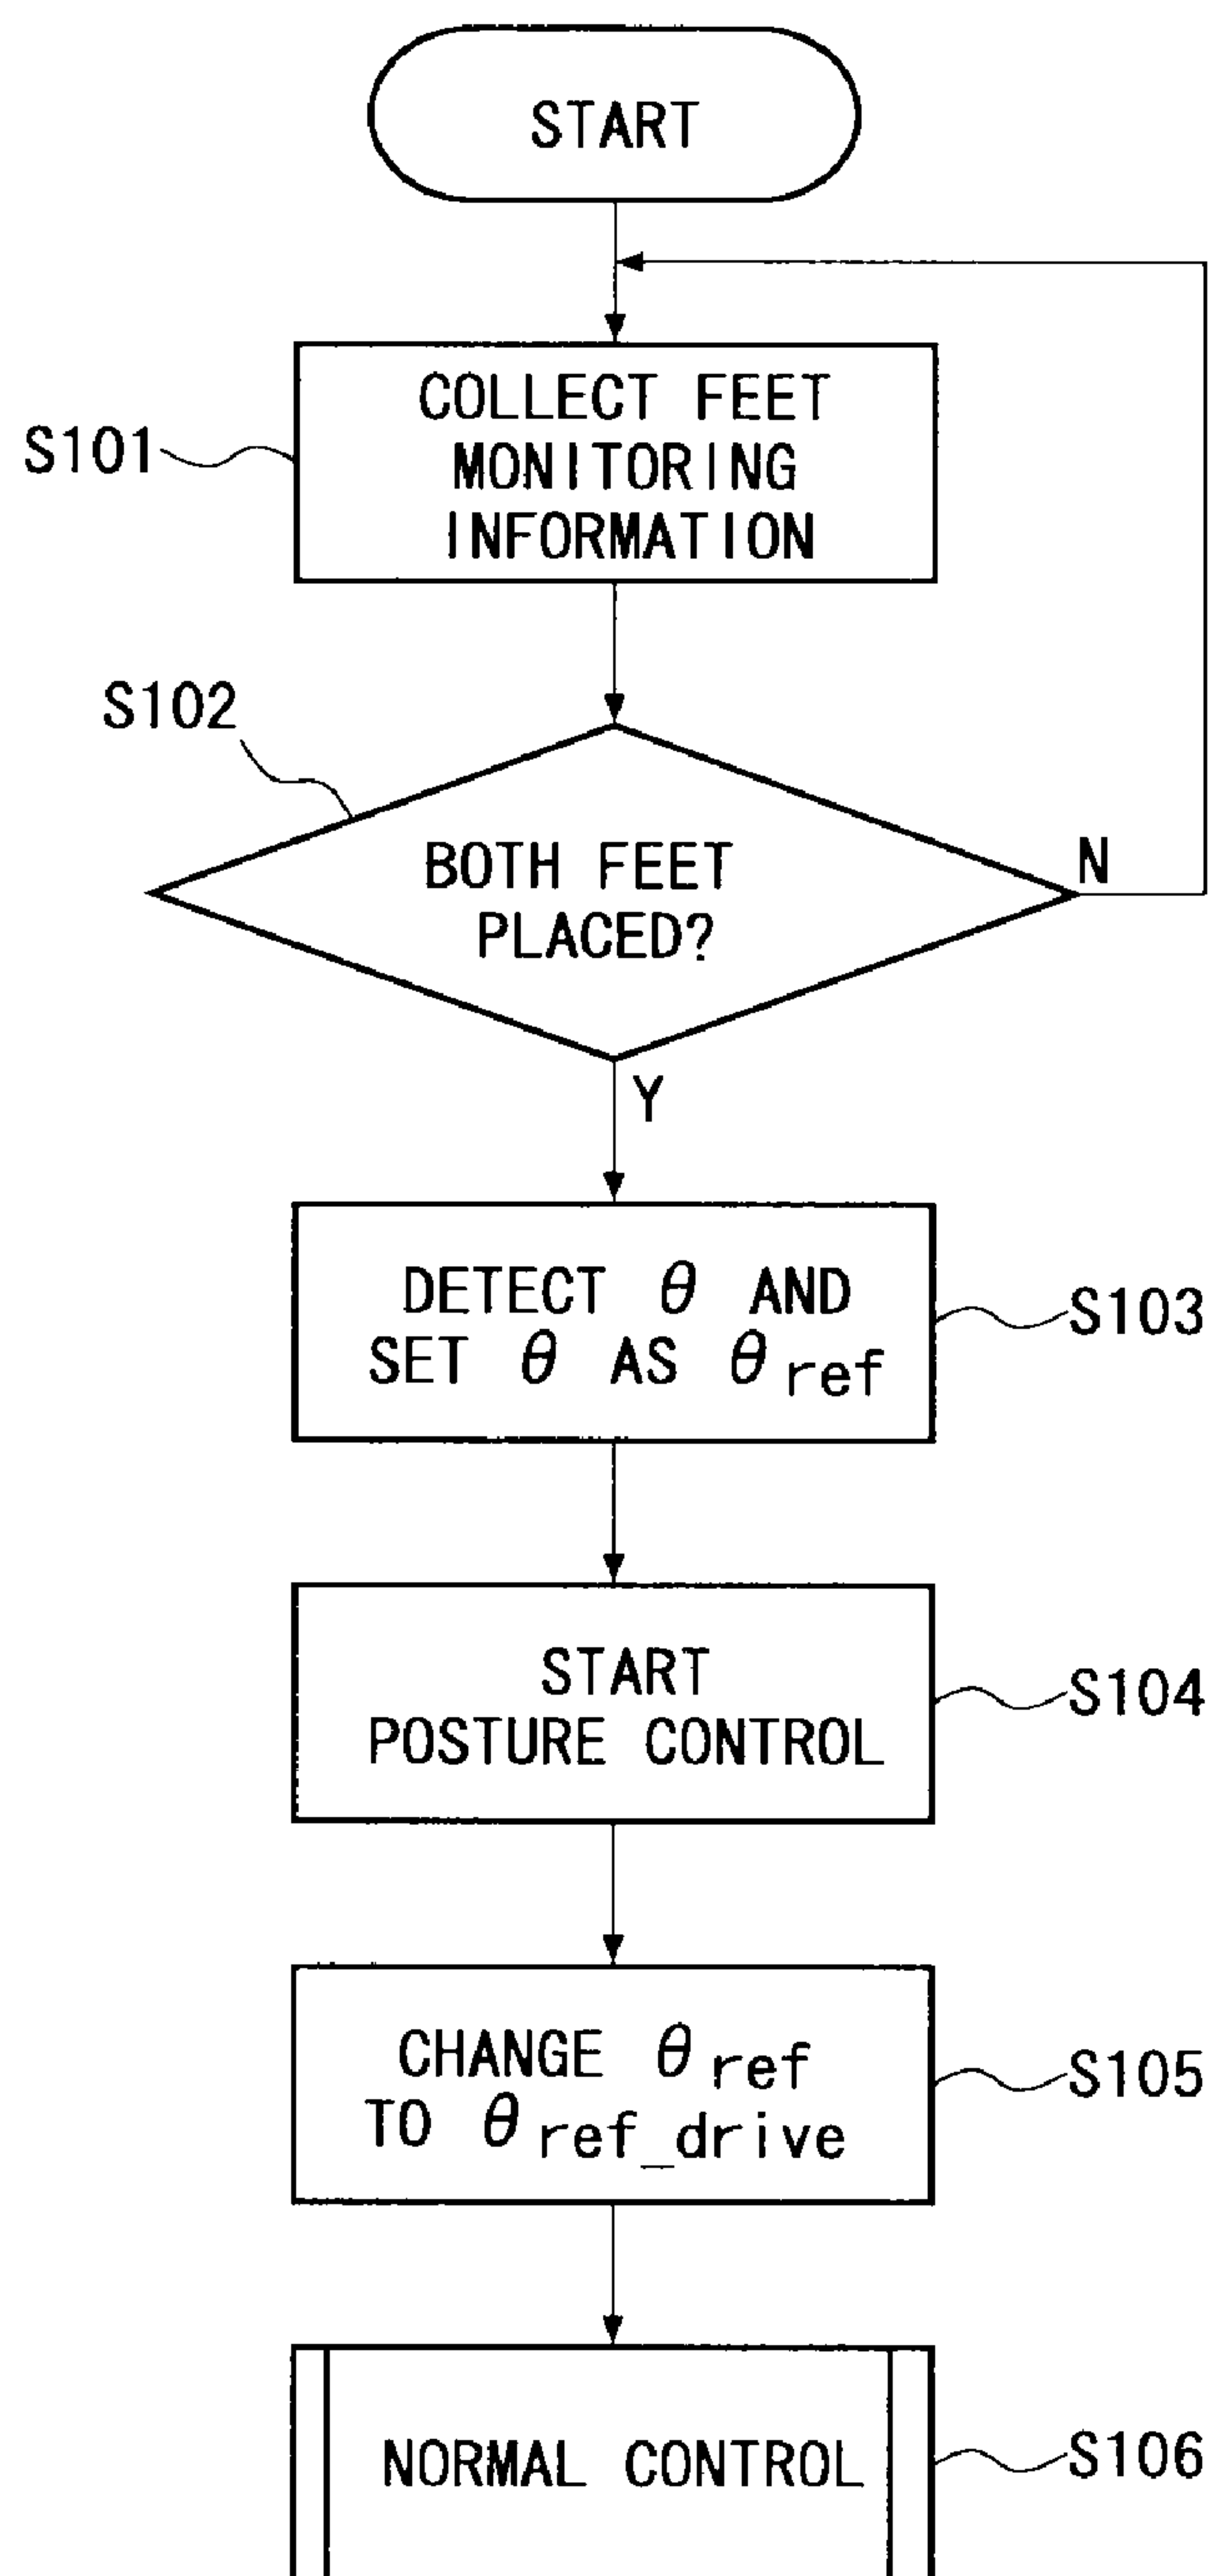 START
S101
COLLECT FEET
MONITORING
INFORMATION
S102
BOTH FEET
PLACED?
N
Y
DETECT θ AND
SET θ AS θref
S103
START
POSTURE CONTROL
S104
CHANGE θref
TO θref_drive
S105
NORMAL CONTROL
S106